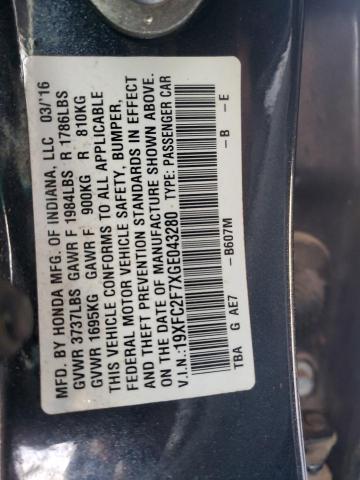 MFD. BY HONDA MFG. OF INDIANA, LLC 03/'16
GVWR 3737LBS GAWR F 1984LBS R 1786LBS
GVWR 1695KG GAWR F 900KG R 810KG
THIS VEHICLE CONFORMS TO ALL APPLICABLE
FEDERAL MOTOR VEHICLE SAFETY, BUMPER,
AND THEFT PREVENTION STANDARDS IN EFFECT
ON THE DATE OF MANUFACTURE SHOWN ABOVE.
V.I.N.:19XFC2F7XGE043280 TYPE: PASSENGER CAR
-B607M -B -E
TBA G AE7